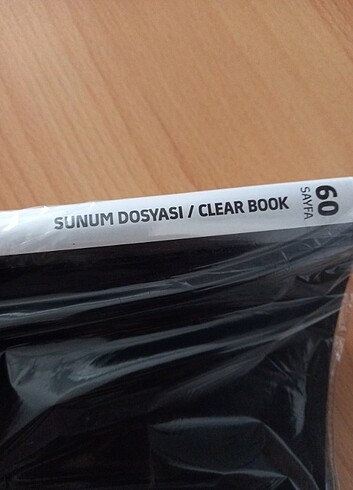 SUNUM DOSYASI / CLEAR BOOK
60
SAYFA